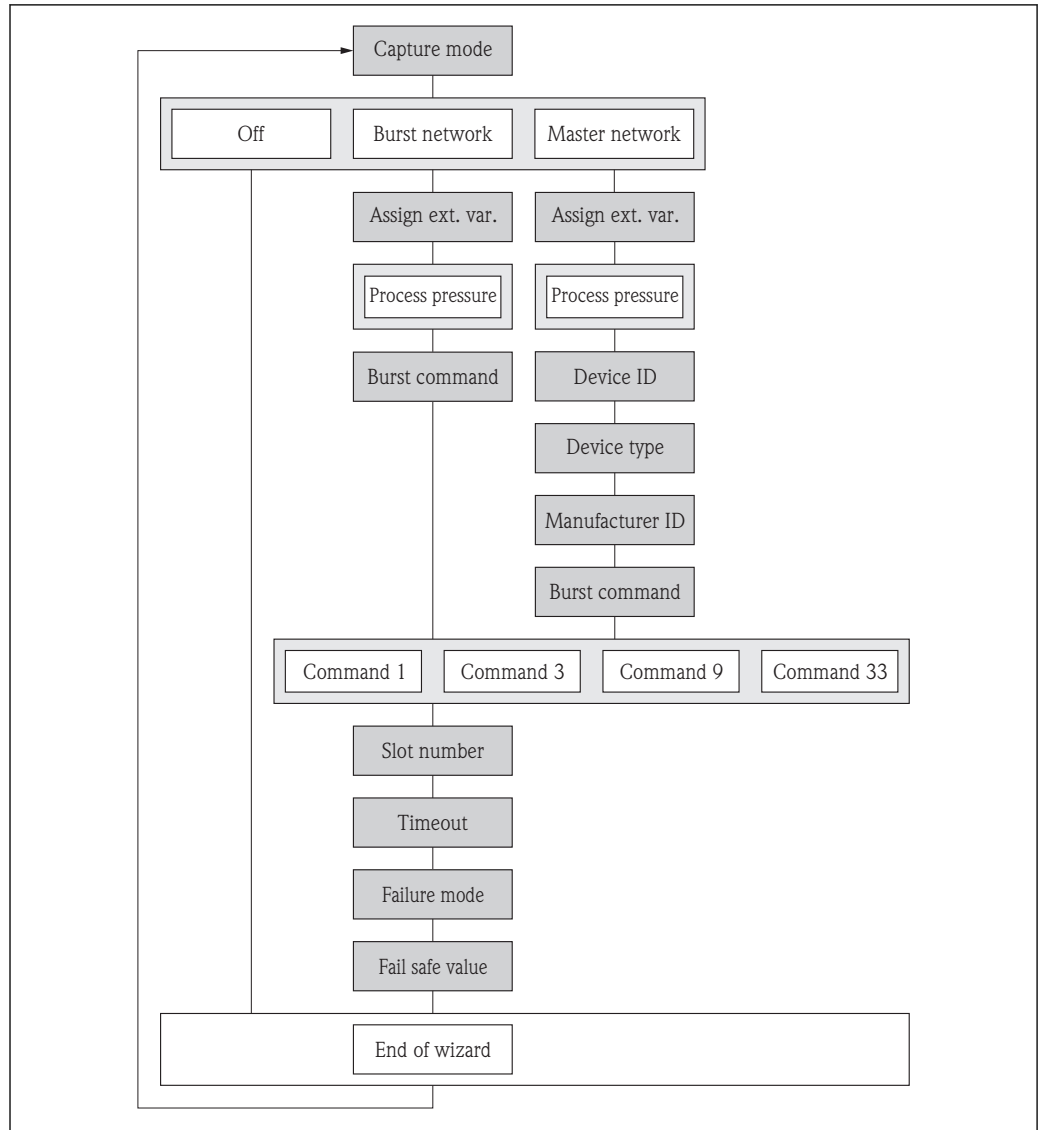 Capture mode
Off Burst network Master network
Assign ext. var. Assign ext. var.
Process pressure Process pressure
Burst command Device ID
Device type
Manufacturer ID
Burst command
Command 1 Command 3 Command 9 Command 33
Slot number
Timeout
Failure mode
Fail safe value
End of wizard